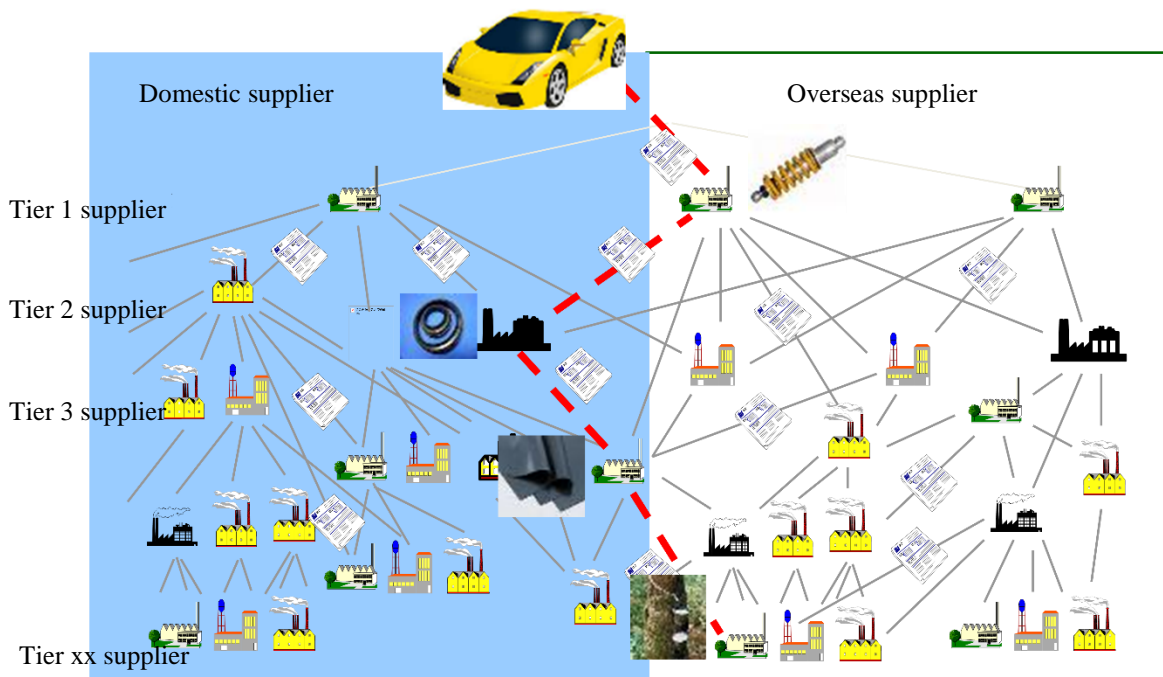 Domestic supplier
Overseas supplier
Tier 1 supplier
Tier 2 supplier
Tier 3 supplier
Tier xx supplier